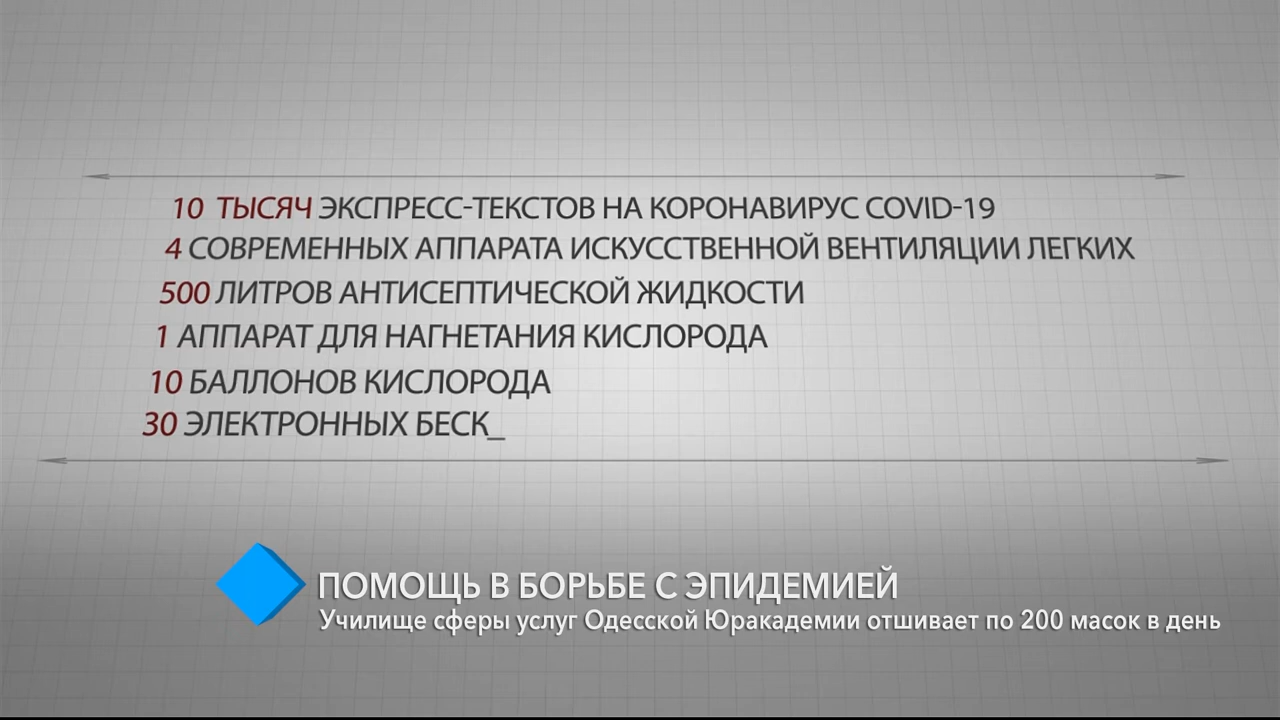 10 ТЫСЯЧ ЭКСПРЕСС-ТЕКСТОВ НА КОРОНАВИРУС COVID-19
4 СОВРЕМЕННЫХ АППАРАТА ИСКУССТВЕННОЙ ВЕНТИЛЯЦИИ ЛЕГКИХ
500 ЛИТРОВ АНТИСЕПТИЧЕСКОЙ ЖИДКОСТИ
1 АППАРАТ ДЛЯ НАГНЕТАНИЯ КИСЛОРОДА
10 БАЛЛОНОВ КИСЛОРОДА
30 ЭЛЕКТРОННЫХ БЕСК_
ПОМОЩЬ В БОРЬБЕ С ЭПИДЕМИЕЙ
Училище сферы услуг Одесской Юракадемии отшивает по 200 масок в день